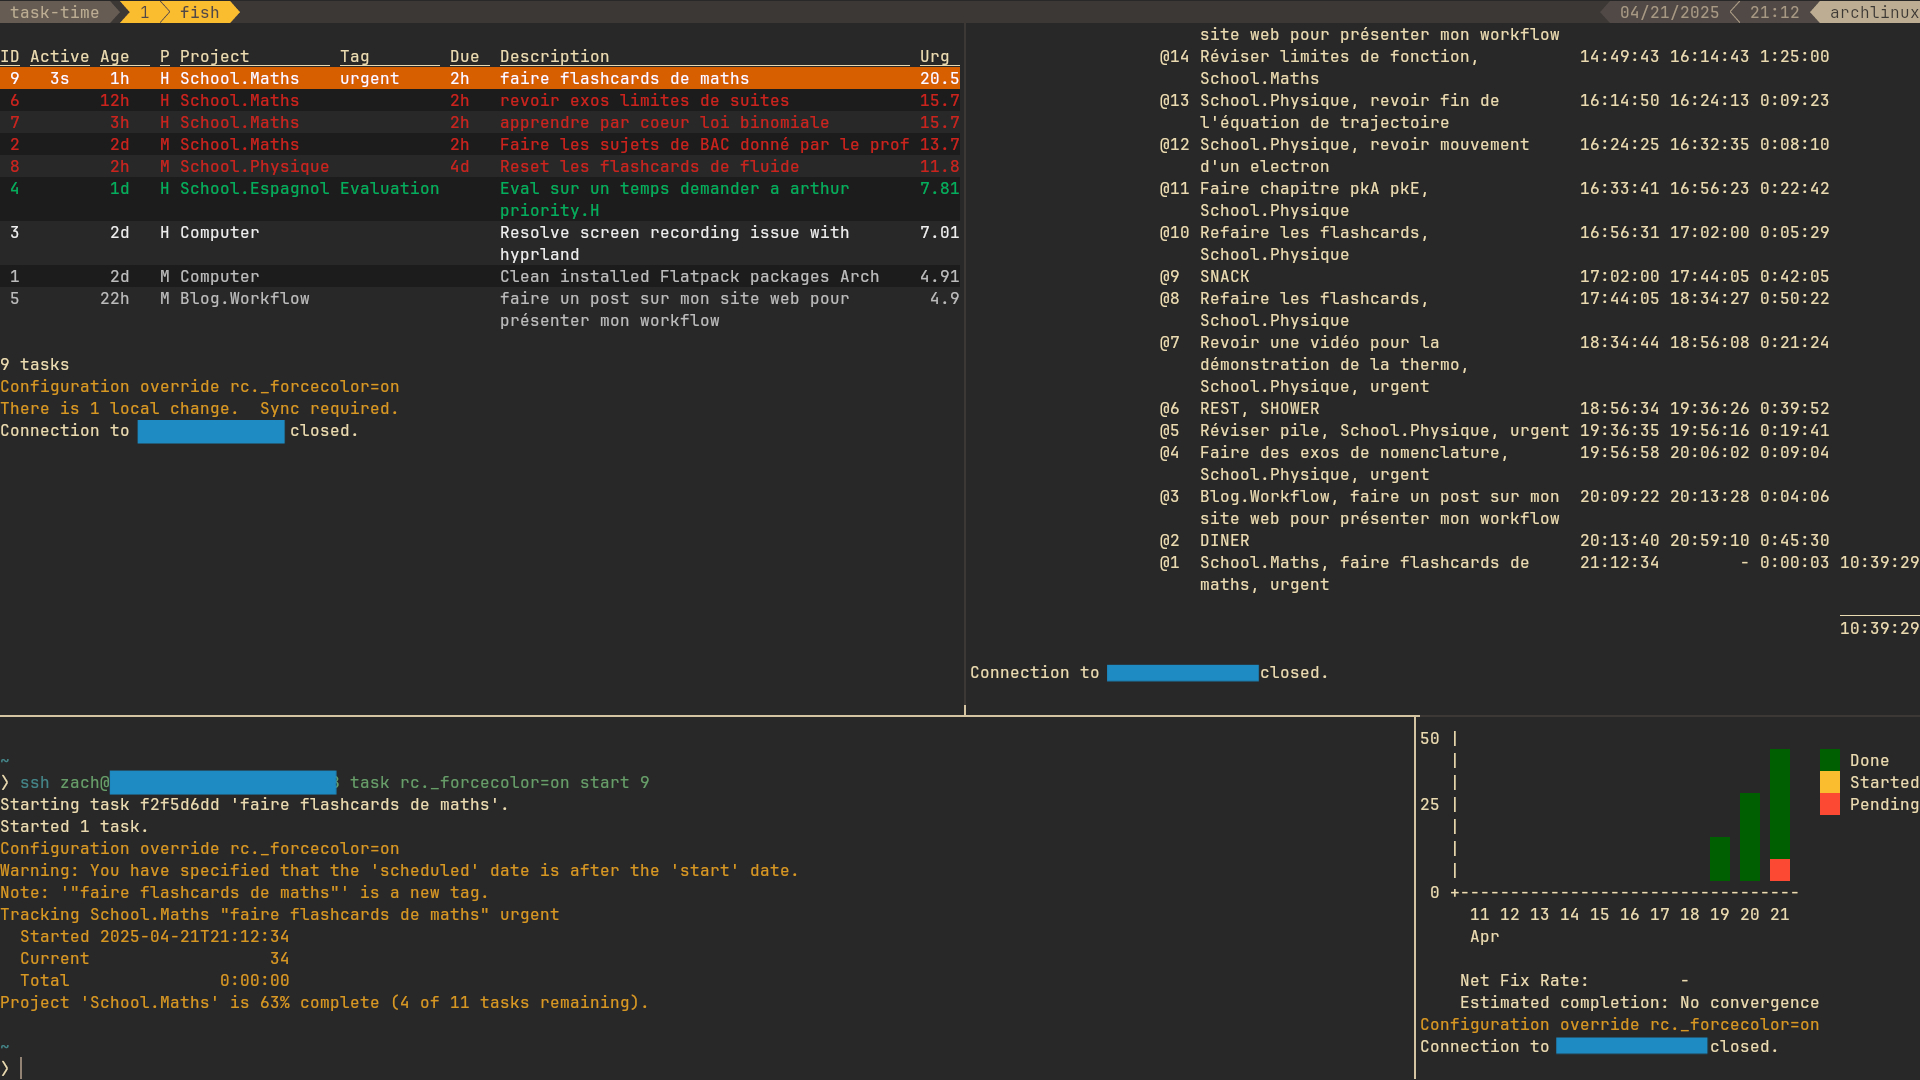 task-time 1 fish 04/21/2025 21:12 archlinux
ID Active Age P Project Tag Due Description Urg
9 3s 1h H School.Maths urgent 2h faire flashcards de maths 20.5
6 12h H School.Maths 2h revoir exos limites de suites 15.7
7 3h H School.Maths 2h apprendre par coeur loi binomiale 15.7
2 2d M School.Maths 2h Faire les sujets de BAC donné par le prof 13.7
8 2h M School.Physique 4d Reset les flashcards de fluide 11.8
4 1d H School.Espagnol Evaluation Eval sur un temps demander a arthur 7.81
priority.H
3 2d H Computer Resolve screen recording issue with 7.01
hyprland
1 2d M Computer Clean installed Flatpack packages Arch 4.91
5 22h M Blog.Workflow faire un post sur mon site web pour 4.9
présenter mon workflow
9 tasks
Configuration override rc._forcecolor=on
There is 1 local change.  Sync required.
Connection to closed.
site web pour présenter mon workflow
@14 Réviser limites de fonction, 14:49:43 16:14:43 1:25:00
School.Maths
@13 School.Physique, revoir fin de 16:14:50 16:24:13 0:09:23
l'équation de trajectoire
@12 School.Physique, revoir mouvement 16:24:25 16:32:35 0:08:10
d'un electron
@11 Faire chapitre pkA pkE, 16:33:41 16:56:23 0:22:42
School.Physique
@10 Refaire les flashcards, 16:56:31 17:02:00 0:05:29
School.Physique
@9 SNACK 17:02:00 17:44:05 0:42:05
@8 Refaire les flashcards, 17:44:05 18:34:27 0:50:22
School.Physique
@7 Revoir une vidéo pour la 18:34:44 18:56:08 0:21:24
démonstration de la thermo,
School.Physique, urgent
@6 REST, SHOWER 18:56:34 19:36:26 0:39:52
@5 Réviser pile, School.Physique, urgent 19:36:35 19:56:16 0:19:41
@4 Faire des exos de nomenclature, 19:56:58 20:06:02 0:09:04
School.Physique, urgent
@3 Blog.Workflow, faire un post sur mon 20:09:22 20:13:28 0:04:06
site web pour présenter mon workflow
@2 DINER 20:13:40 20:59:10 0:45:30
@1 School.Maths, faire flashcards de 21:12:34 - 0:00:03 10:39:29
maths, urgent
10:39:29
Connection to closed.
~
❯ ssh zach@ task rc._forcecolor=on start 9
Starting task f2f5d6dd 'faire flashcards de maths'.
Started 1 task.
Configuration override rc._forcecolor=on
Warning: You have specified that the 'scheduled' date is after the 'start' date.
Note: '"faire flashcards de maths"' is a new tag.
Tracking School.Maths "faire flashcards de maths" urgent
Started 2025-04-21T21:12:34
Current 34
Total 0:00:00
Project 'School.Maths' is 63% complete (4 of 11 tasks remaining).
~
❯
50 |
| Done
| Started
25 | Pending
|
|
|
0 +----------------------------------
11 12 13 14 15 16 17 18 19 20 21
Apr
Net Fix Rate: -
Estimated completion: No convergence
Configuration override rc._forcecolor=on
Connection to closed.